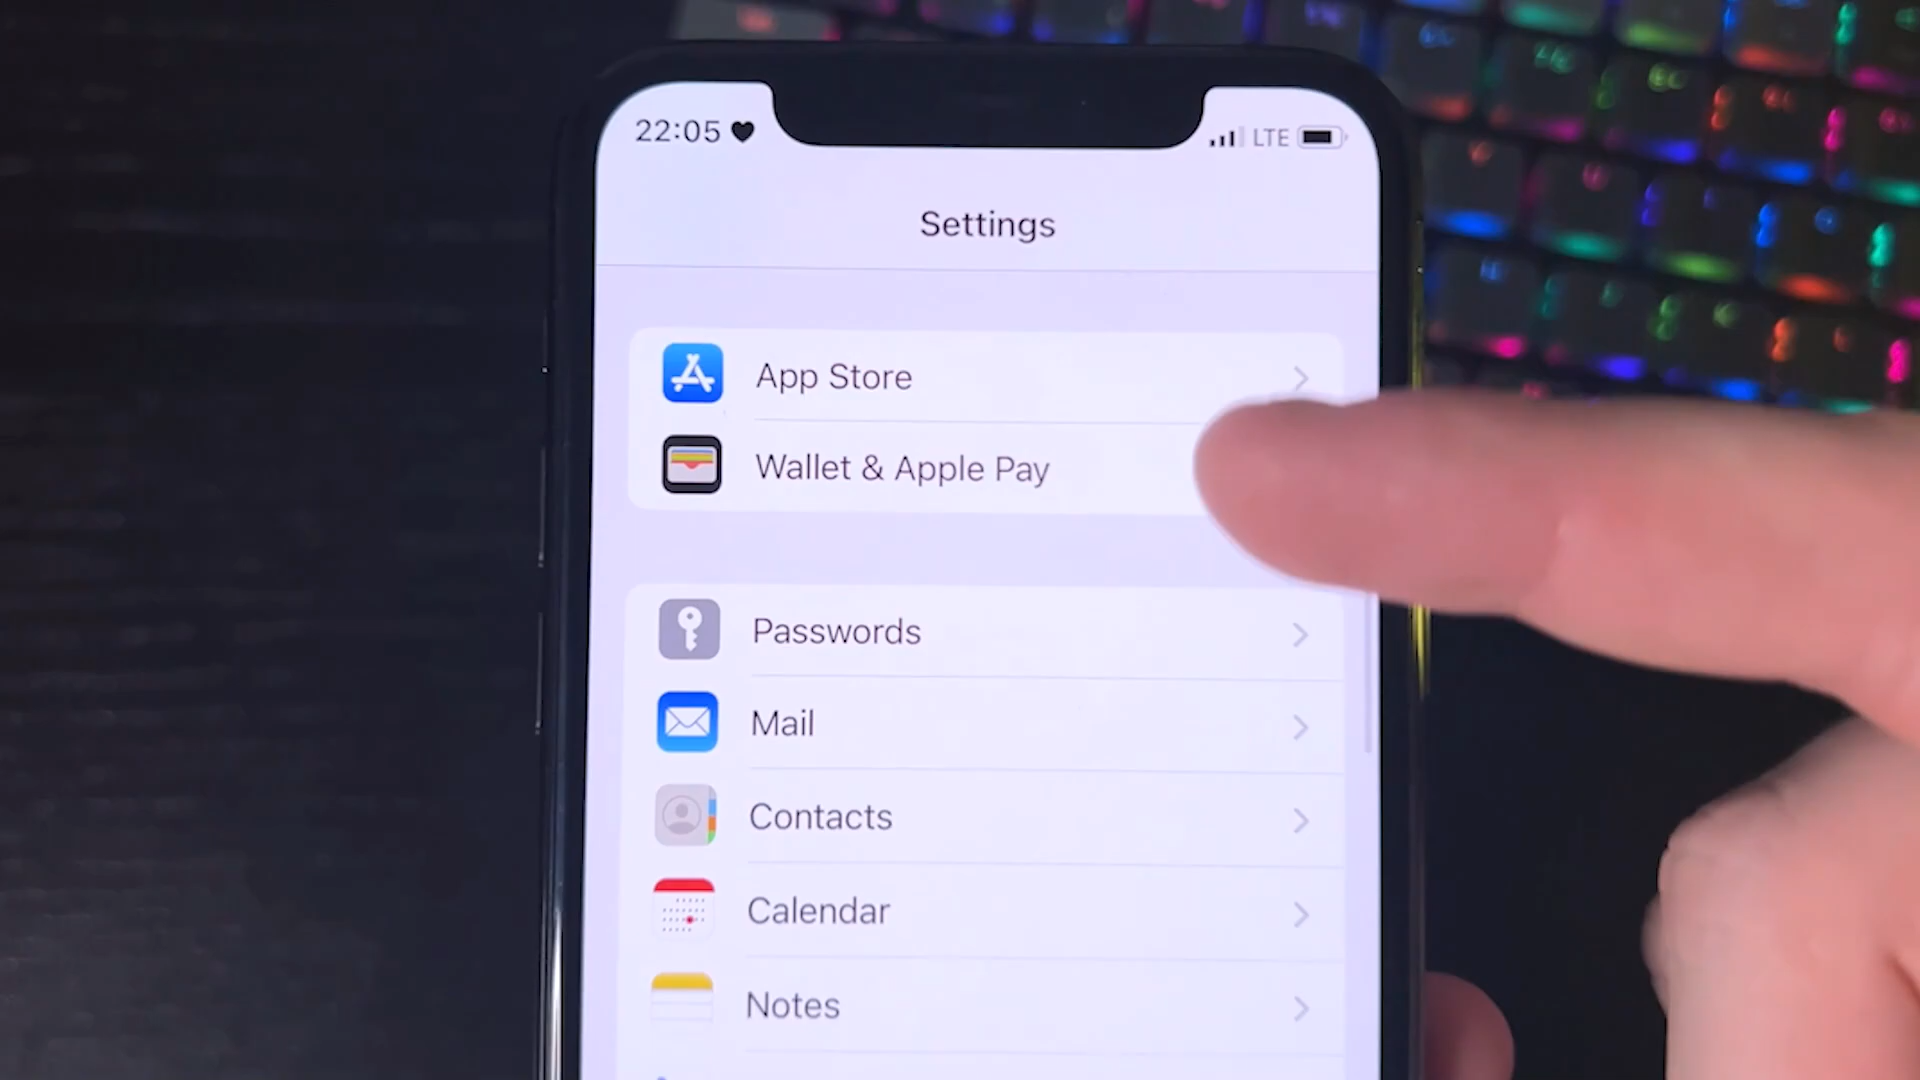 22:05 LTE
Settings
App Store
Wallet & Apple Pay
Passwords
Mail
Contacts
Calendar
Notes